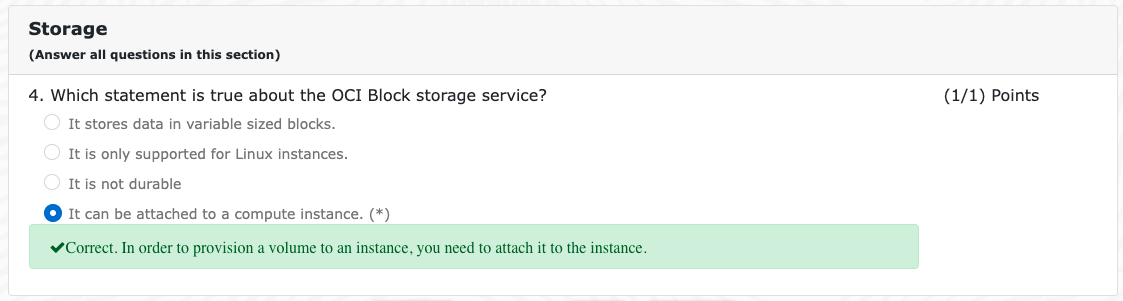 Storage
(Answer all questions in this section)
4. Which statement is true about the OCI Block storage service? (1/1) Points
It stores data in variable sized blocks.
It is only supported for Linux instances.
It is not durable
It can be attached to a compute instance. (*)
✔Correct. In order to provision a volume to an instance, you need to attach it to the instance.